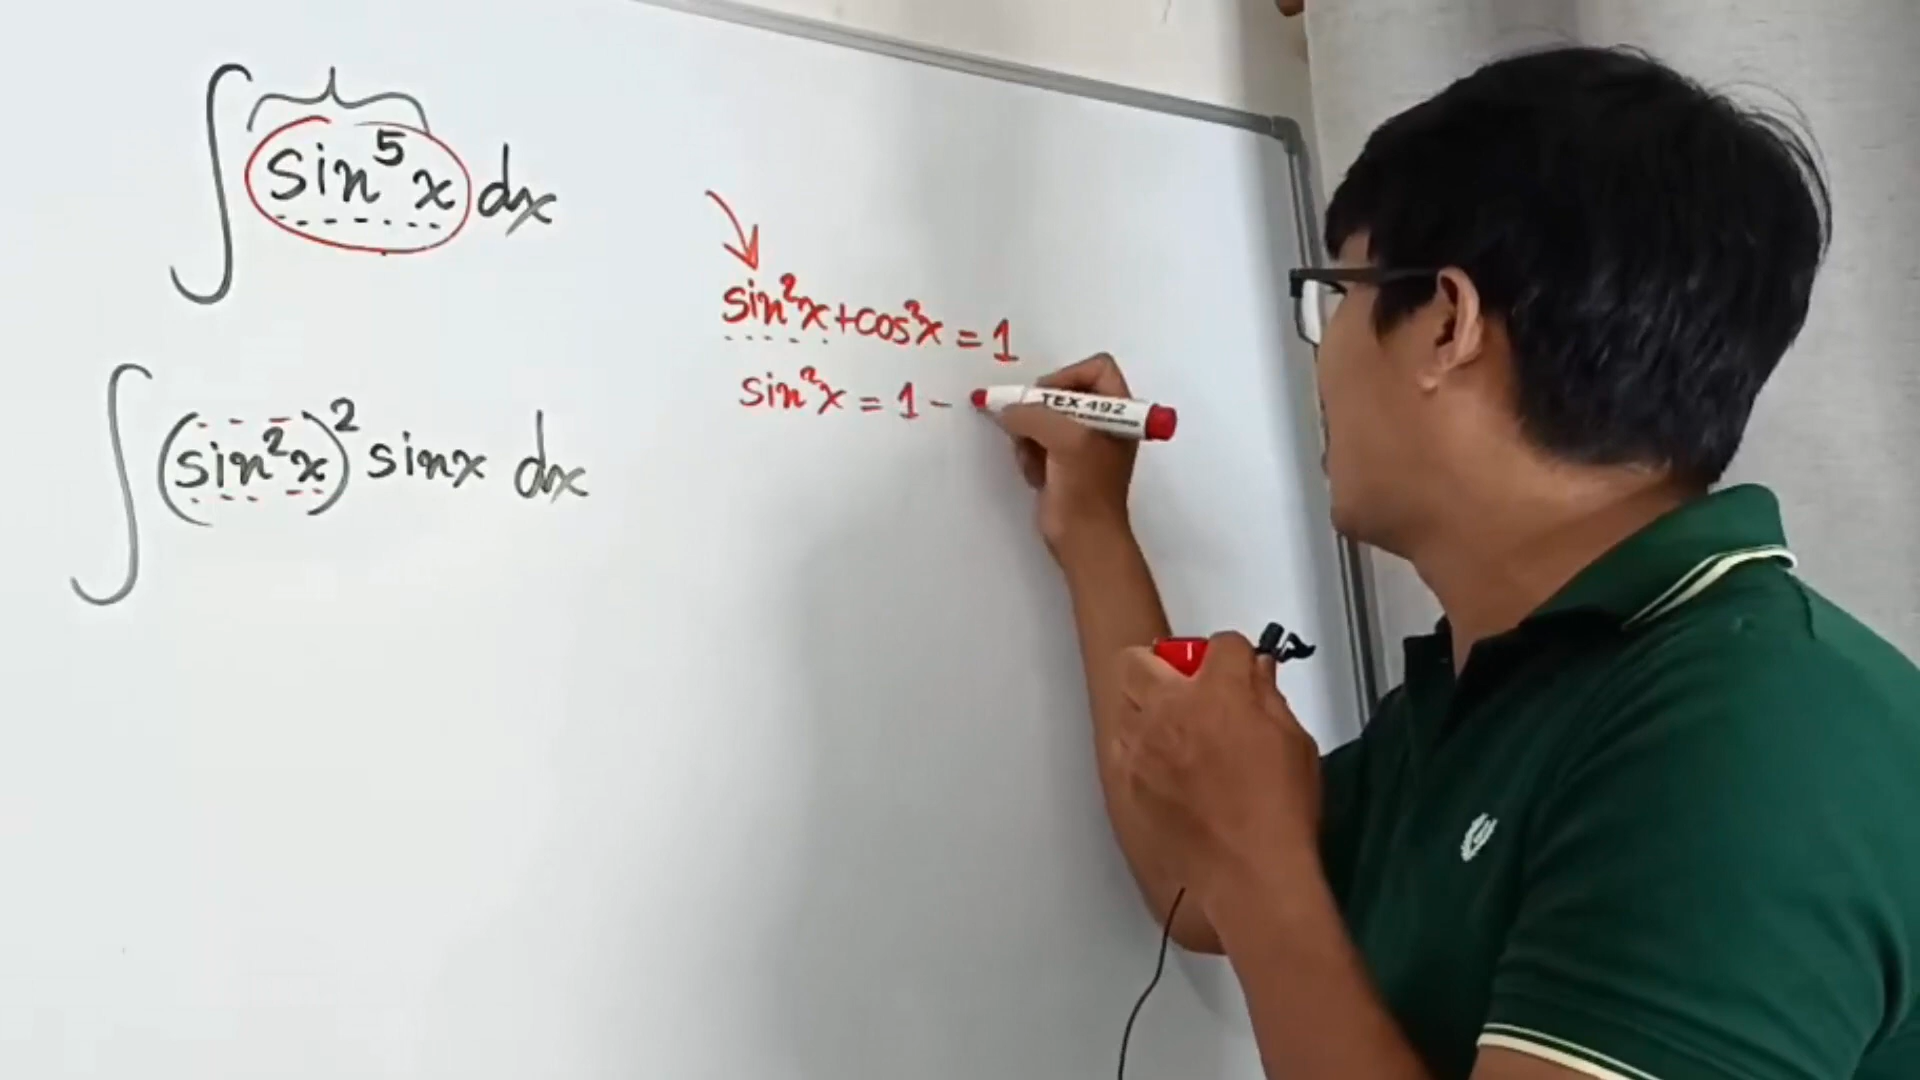 ∫ sin⁵x dx
sin²x + cos²x = 1
sin²x = 1 -
∫ (sin²x)² sinx dx
TEX 492